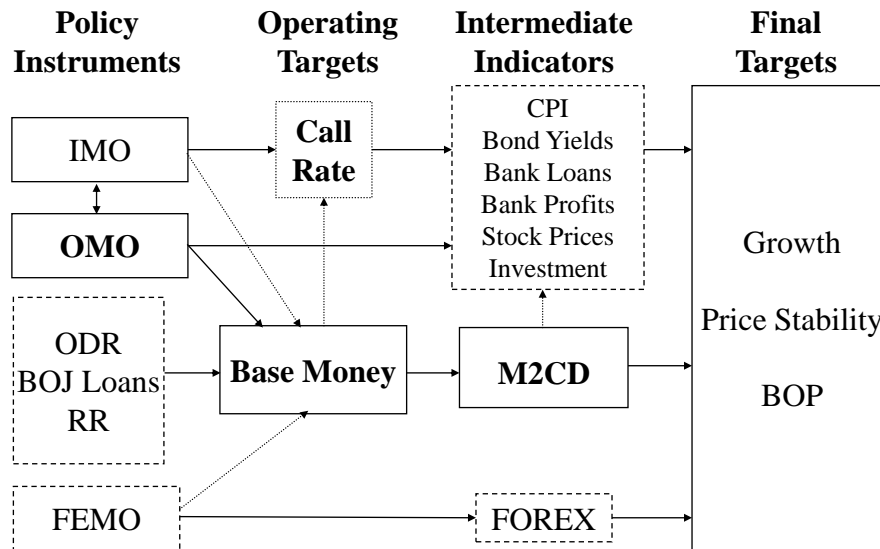 Policy
Instruments
Operating
Targets
Intermediate
Indicators
Final
Targets
IMO
OMO
ODR
BOJ Loans
RR
FEMO
Call
Rate
Base Money
CPI
Bond Yields
Bank Loans
Bank Profits
Stock Prices
Investment
M2CD
FOREX
Growth
Price Stability
BOP